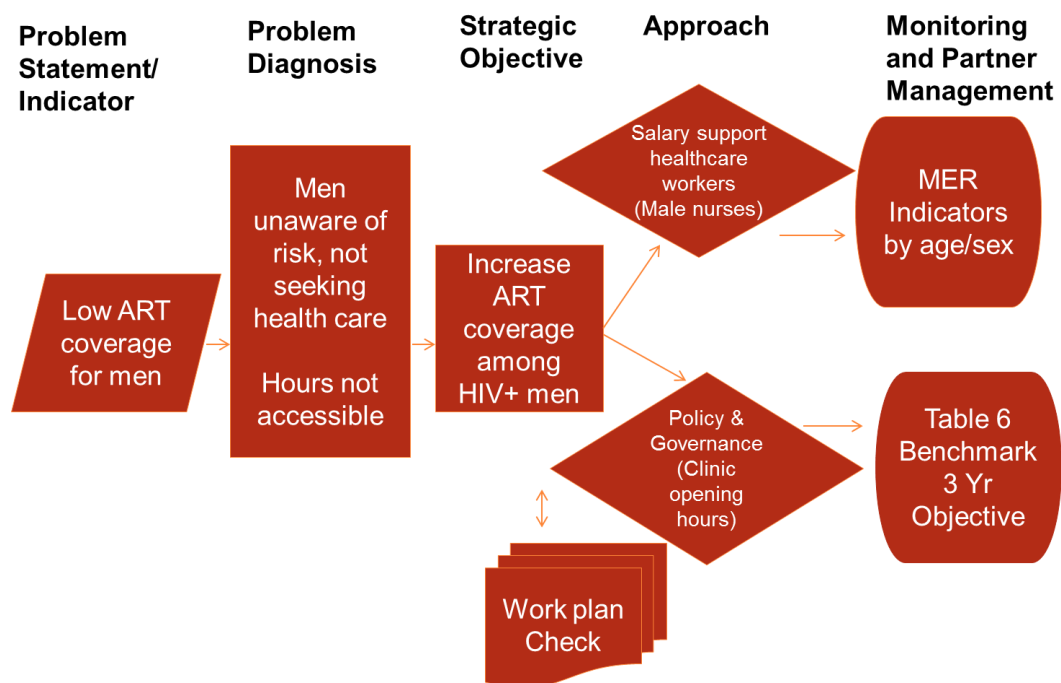 Problem
Statement/
Indicator
Problem
Diagnosis
Strategic
Objective
Approach
Monitoring
and Partner
Management
Low ART
coverage
for men
Men
unaware of
risk, not
seeking
health care
Hours not
accessible
Increase
ART
coverage
among
HIV+ men
Salary support
healthcare
workers
(Male nurses)
Policy &
Governance
(Clinic
opening
hours)
Work plan
Check
MER
Indicators
by age/sex
Table 6
Benchmark
3 Yr
Objective